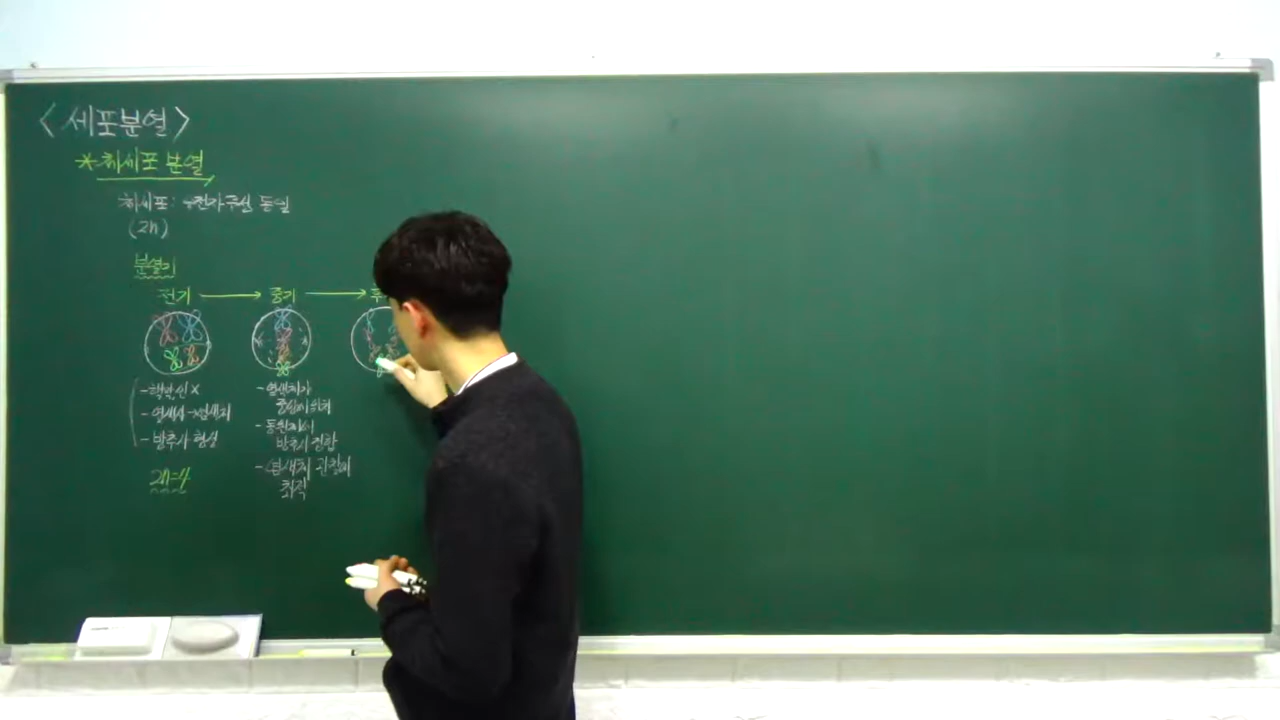 <세포분열>
*체세포 분열
체세포: 유전자 구성 동일
(2n)
분열기
전기 → 중기 → 후
- 핵막, 인 X
- 염색사→염색체
- 방추사 형성
2n=4
- 염색체가
중앙에 위치
- 동원체에
방추사 결합
- 염색체 관찰에
최적